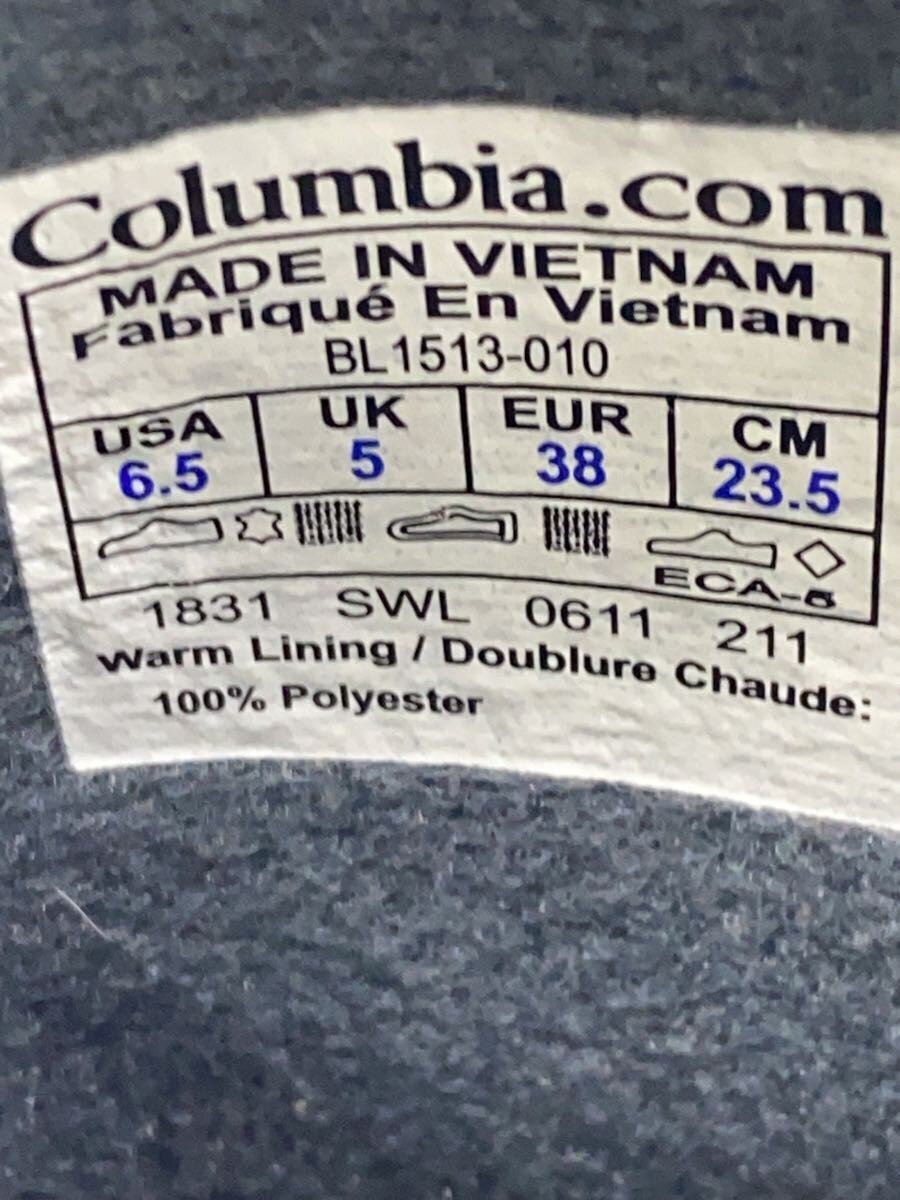 Columbia.com
MADE IN VIETNAM
Fabriqué En Vietnam
BL1513-010
USA UK EUR CM
6.5 5 38 23.5
ECA-5
1831 SWL 0611 211
Warm Lining / Doublure Chaude:
100% Polyester